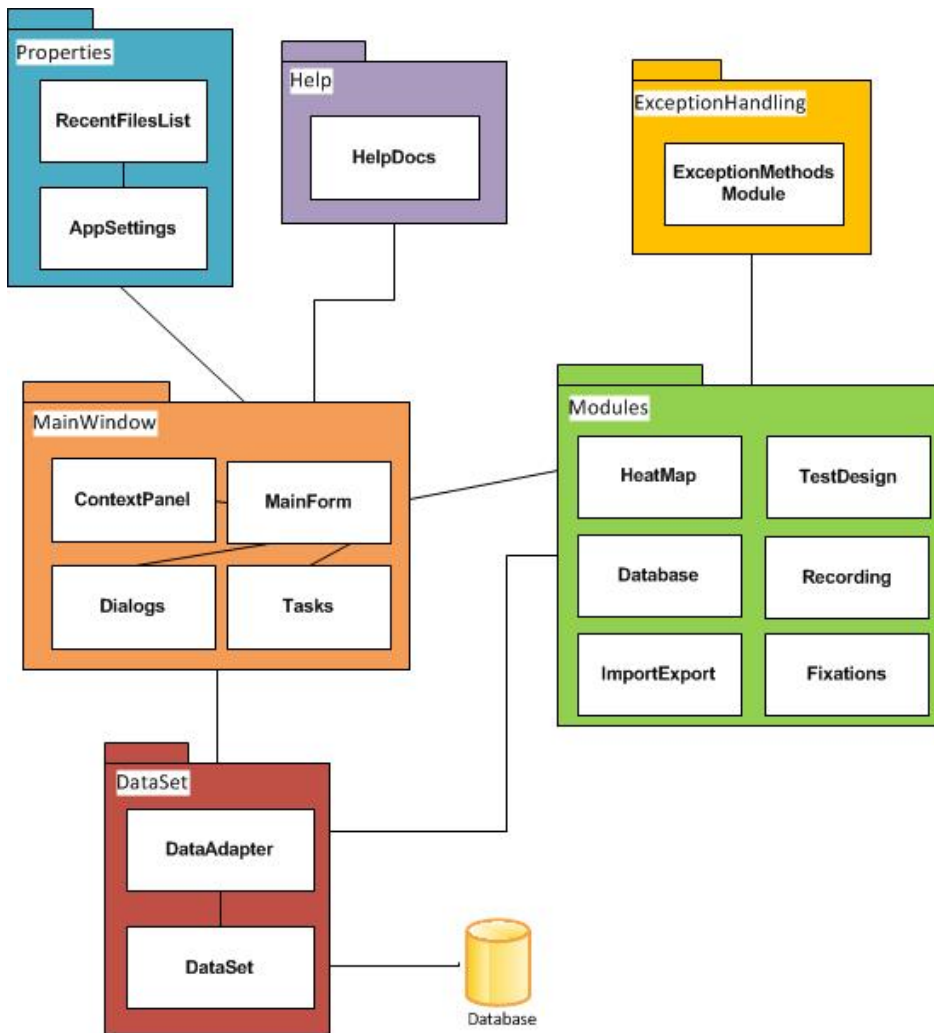 Properties
RecentFilesList
AppSettings
Help
HelpDocs
ExceptionHandling
ExceptionMethods
Module
MainWindow
ContextPanel
MainForm
Dialogs
Tasks
Modules
HeatMap
TestDesign
Database
Recording
ImportExport
Fixations
DataSet
DataAdapter
DataSet
Database